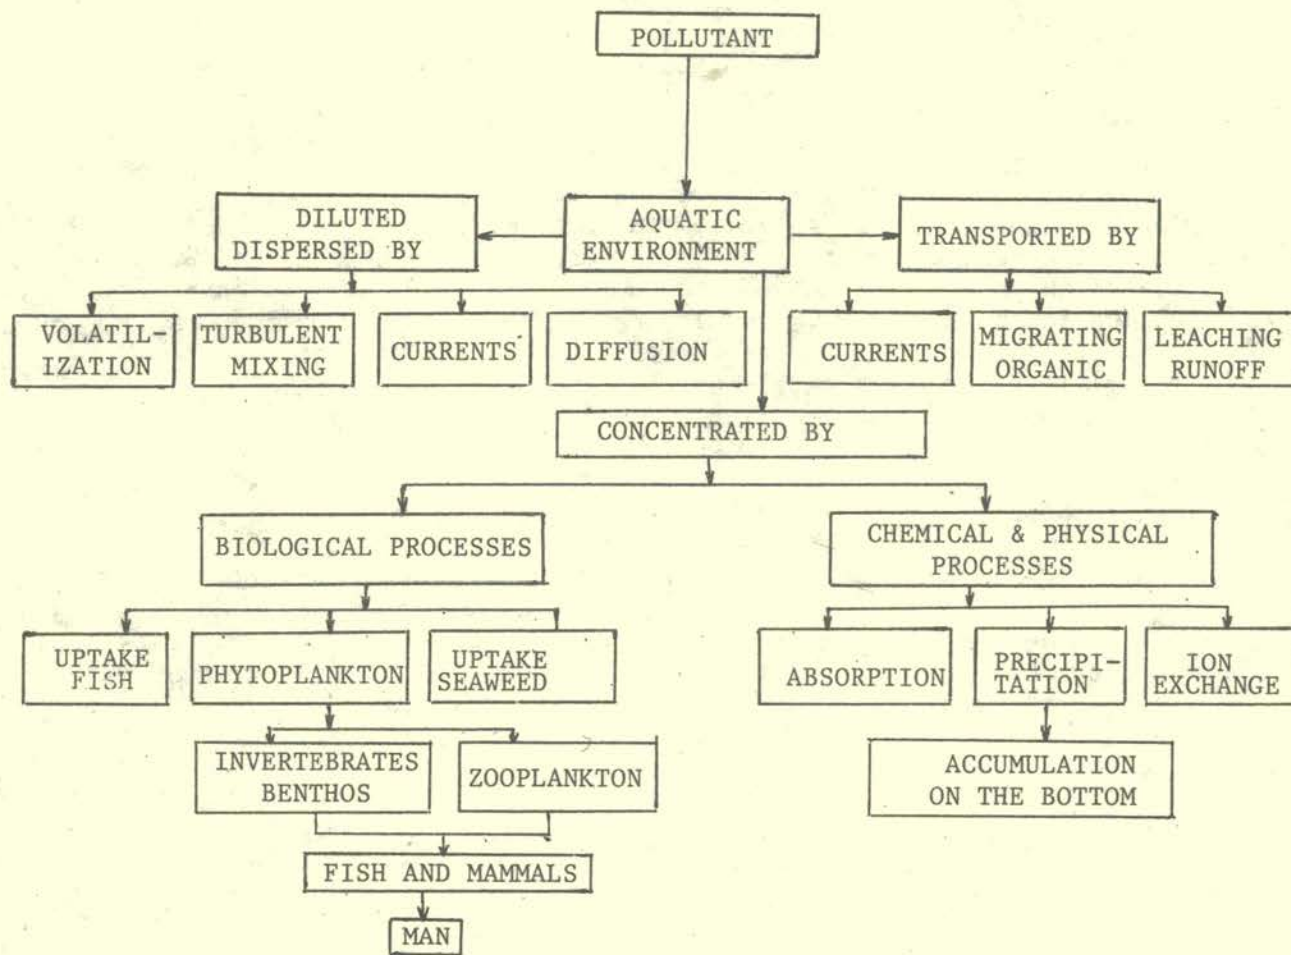 POLLUTANT
DILUTED
DISPERSED BY
AQUATIC
ENVIRONMENT
TRANSPORTED BY
VOLATIL-
IZATION
TURBULENT
MIXING
CURRENTS
DIFFUSION
CURRENTS
MIGRATING
ORGANIC
LEACHING
RUNOFF
CONCENTRATED BY
BIOLOGICAL PROCESSES
CHEMICAL & PHYSICAL
PROCESSES
UPTAKE
FISH
PHYTOPLANKTON
UPTAKE
SEAWEED
ABSORPTION
PRECIPI-
TATION
ION
EXCHANGE
INVERTEBRATES
BENTHOS
ZOOPLANKTON
ACCUMULATION
ON THE BOTTOM
FISH AND MAMMALS
MAN